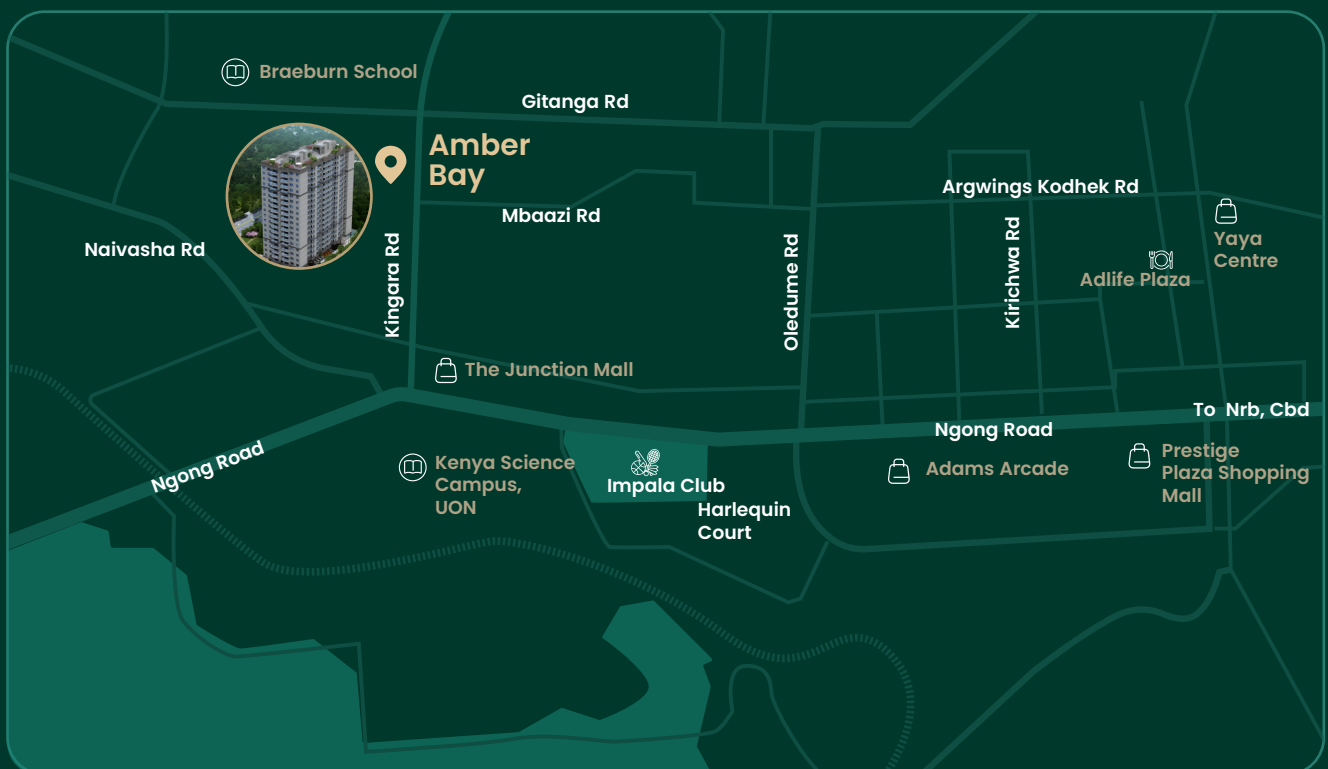 Braeburn School
Gitanga Rd
Amber
Bay
Argwings Kodhek Rd
Mbaazi Rd
Naivasha Rd
Kingara Rd
Oledume Rd
Kirichwa Rd
Yaya
Centre
Adlife Plaza
The Junction Mall
To Nrb, Cbd
Ngong Road
Ngong Road
Kenya Science
Campus,
UON
Impala Club
Harlequin
Court
Adams Arcade
Prestige
Plaza Shopping
Mall